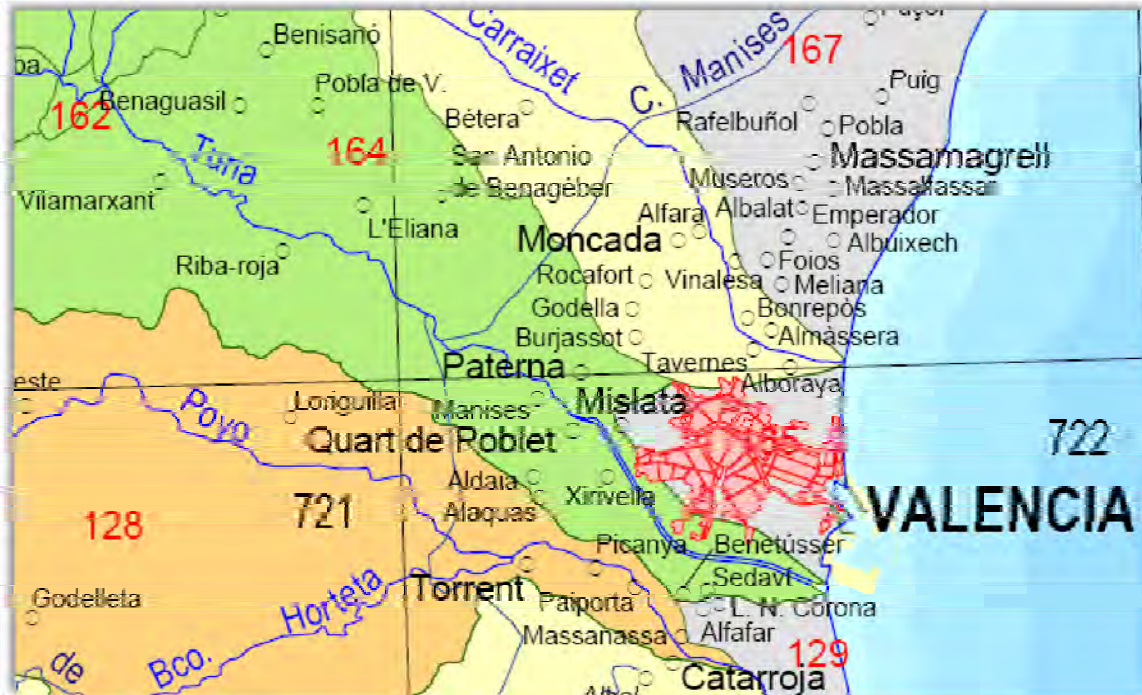 Carraixet
Benisanó
C. Manises
167
Puig
Benaguasil
Pobla de V.
162
Bétera
Rafelbuñol
Pobla
Turia
164
San Antonio
de Benagéber
Massamagrell
Museros
Massalfassar
Vilamarxant
L'Eliana
Alfara
Albalat
Emperador
Moncada
Albuixech
Riba-roja
Rocafort
Vinalesa
Foios
Meliana
Godella
Bonrepòs
Burjassot
Almàssera
Paterna
Tavernes
Alboraya
este
Poyo
Loriguilla
Manises
Mislata
Quart de Poblet
722
Aldaia
Xirivella
Alaquas
721
128
VALENCIA
Picanya
Benetússer
Sedaví
Horteta
Torrent
Godelleta
Paiporta
L. N. Corona
Massanassa
Alfafar
Bco.
de
129
Catarroja